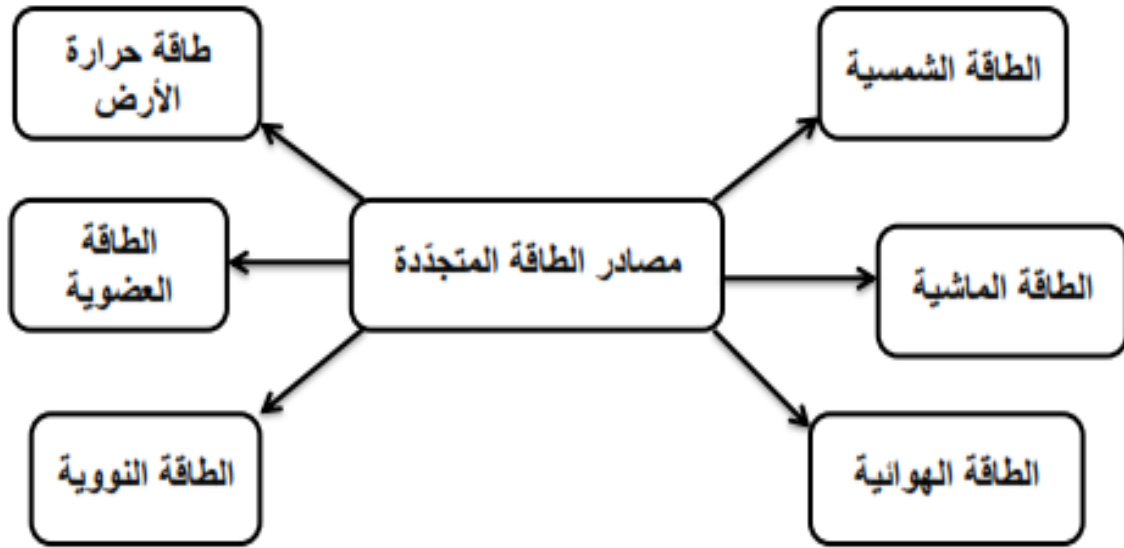 مصادر الطاقة المتجدّدة
الطاقة الشمسية
الطاقة الماشية
الطاقة الهوائية
طاقة حرارة
الأرض
الطاقة
العضوية
الطاقة النووية